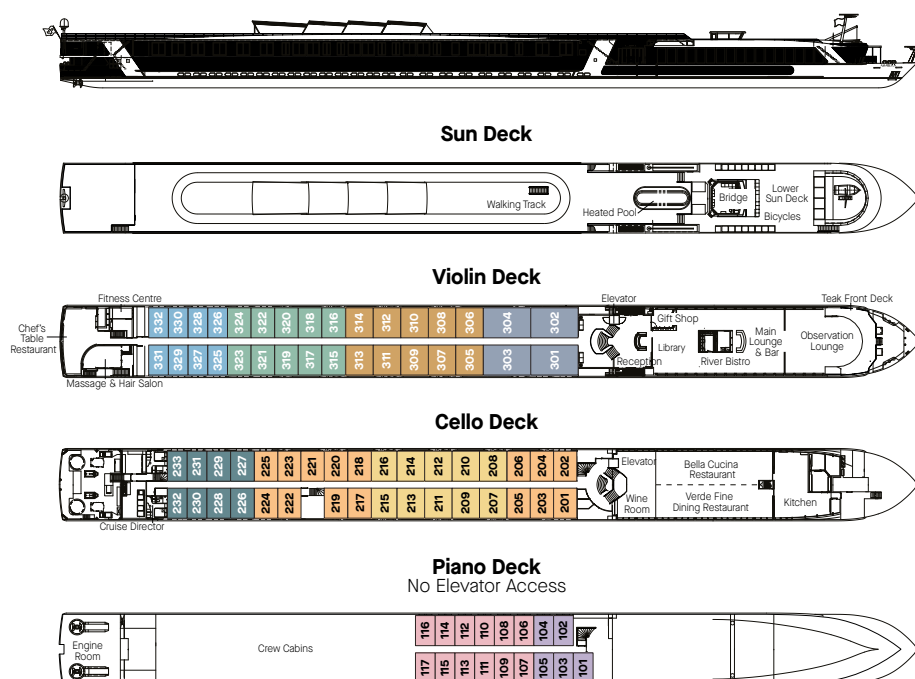 Sun Deck
Walking Track
Heated Pool
Bridge
Lower
Sun Deck
Bicycles
Violin Deck
Fitness Centre
Elevator
Teak Front Deck
Chef's
Table
Restaurant
332 330 328 326 324 322 320 318 316 314 312 310 308 306 304 302
Gift Shop
Library
Reception
River Bistro
Main
Lounge
& Bar
Observation
Lounge
331 329 327 325 323 321 319 317 315 313 311 309 307 305 303 301
Massage & Hair Salon
Cello Deck
233 231 229 227 225 223 221 220 218 216 214 212 210 208 206 204 202
Elevator
Bella Cucina
Restaurant
232 230 228 226 224 222 219 217 215 213 211 209 207 205 203 201
Wine
Room
Verde Fine
Dining Restaurant
Kitchen
Cruise Director
Piano Deck
No Elevator Access
116 114 112 110 108 106 104 102
Engine
Room
Crew Cabins
117 115 113 111 109 107 105 103 101